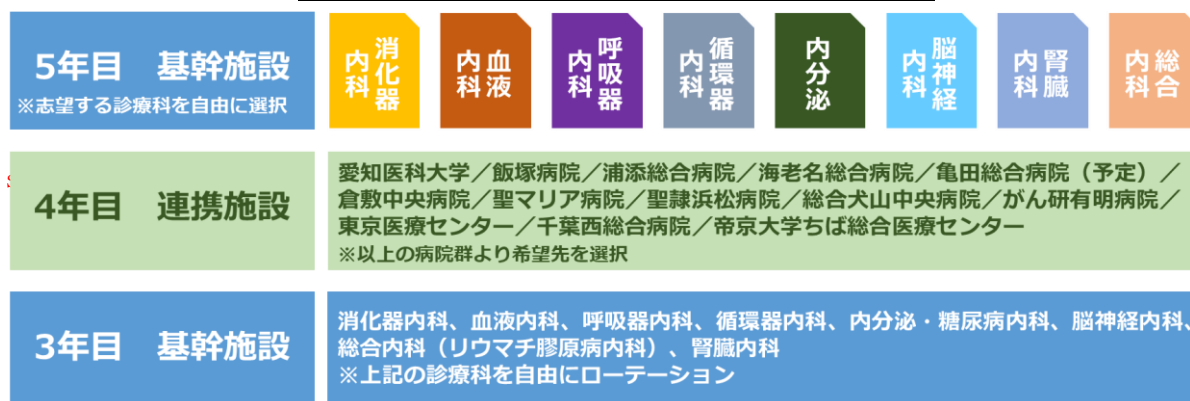 5年目 基幹施設
※志望する診療科を自由に選択
消化器
内科
血液
内科
呼吸器
内科
循環器
内科
内分泌
脳神経
内科
腎臓
内科
総合
内科
4年目 連携施設
愛知医科大学／飯塚病院／浦添総合病院／海老名総合病院／亀田総合病院（予定）／
倉敷中央病院／聖マリア病院／聖隷浜松病院／総合犬山中央病院／がん研有明病院／
東京医療センター／千葉西総合病院／帝京大学ちば総合医療センター
※以上の病院群より希望先を選択
3年目 基幹施設
消化器内科、血液内科、呼吸器内科、循環器内科、内分泌・糖尿病内科、脳神経内科、
総合内科（リウマチ膠原病内科）、腎臓内科
※上記の診療科を自由にローテーション